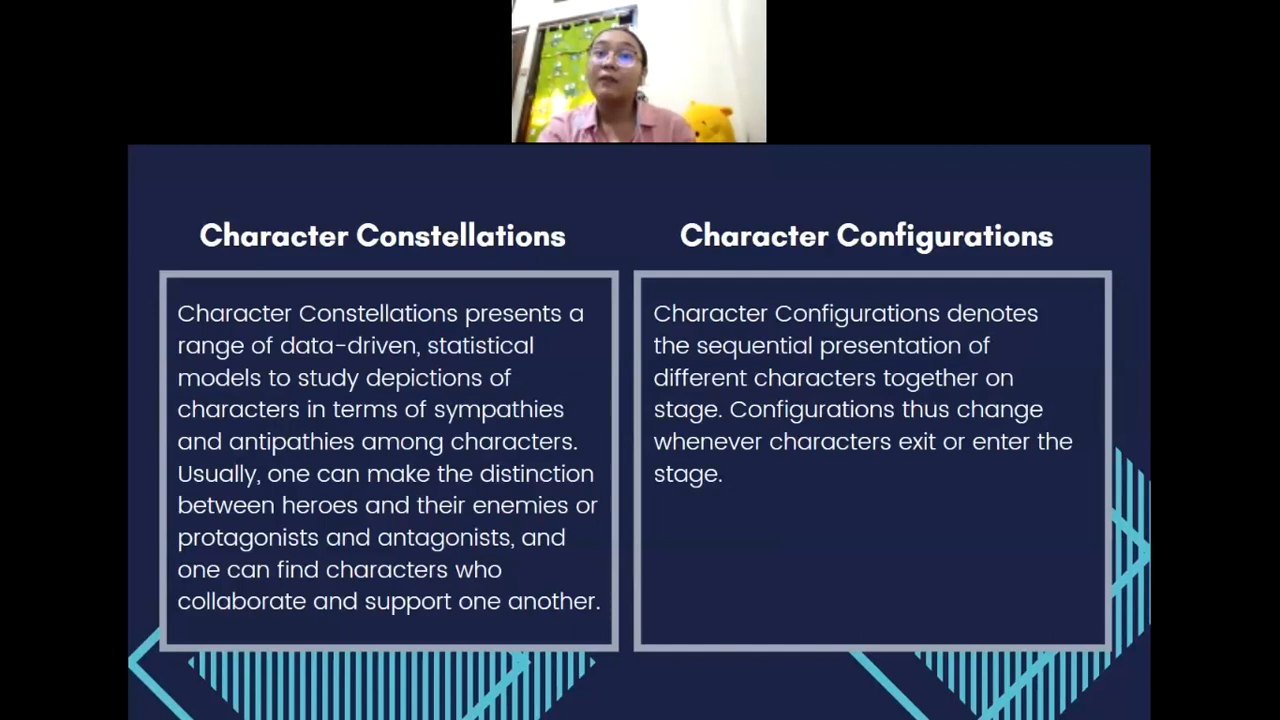 Character Constellations
Character Constellations presents a
range of data-driven, statistical
models to study depictions of
characters in terms of sympathies
and antipathies among characters.
Usually, one can make the distinction
between heroes and their enemies or
protagonists and antagonists, and
one can find characters who
collaborate and support one another.
Character Configurations
Character Configurations denotes
the sequential presentation of
different characters together on
stage. Configurations thus change
whenever characters exit or enter the
stage.